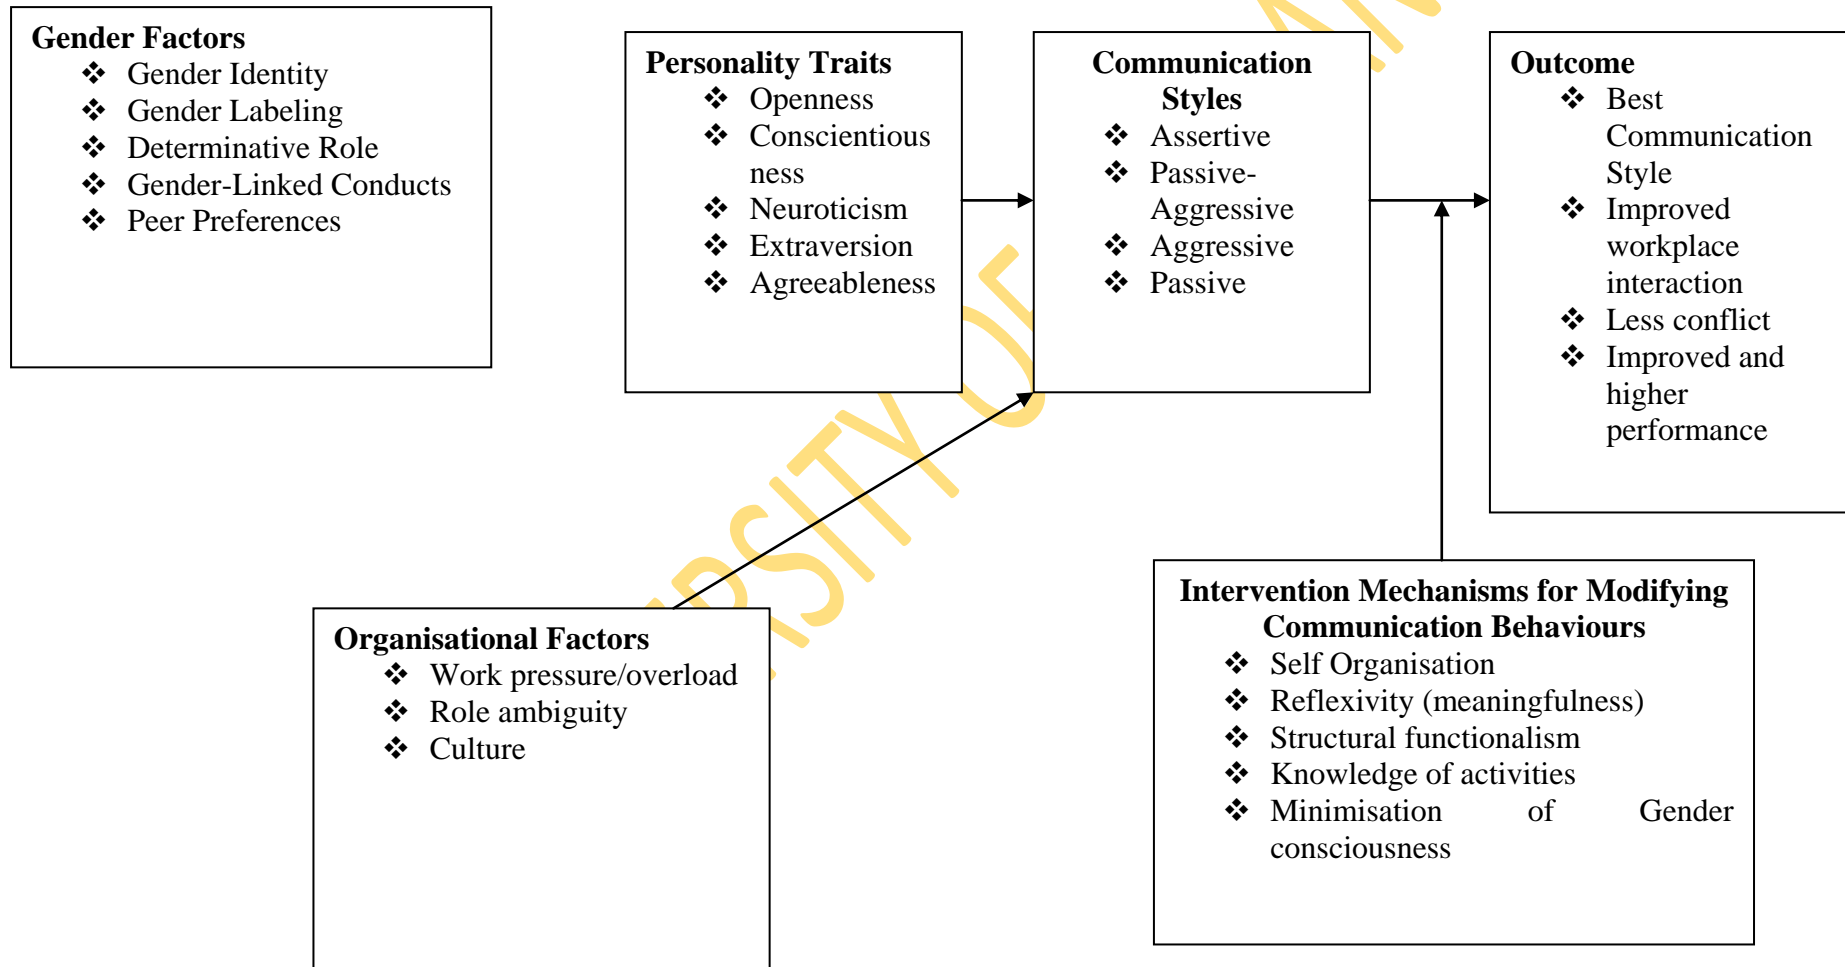 Gender Factors
❖ Gender Identity
❖ Gender Labeling
❖ Determinative Role
❖ Gender-Linked Conducts
❖ Peer Preferences
Personality Traits
❖ Openness
❖ Conscientious
ness
❖ Neuroticism
❖ Extraversion
❖ Agreeableness
Communication
Styles
❖ Assertive
❖ Passive-
Aggressive
❖ Aggressive
❖ Passive
Outcome
❖ Best
Communication
Style
❖ Improved
workplace
interaction
❖ Less conflict
❖ Improved and
higher
performance
Organisational Factors
❖ Work pressure/overload
❖ Role ambiguity
❖ Culture
Intervention Mechanisms for Modifying
Communication Behaviours
❖ Self Organisation
❖ Reflexivity (meaningfulness)
❖ Structural functionalism
❖ Knowledge of activities
❖ Minimisation of Gender
consciousness
OF